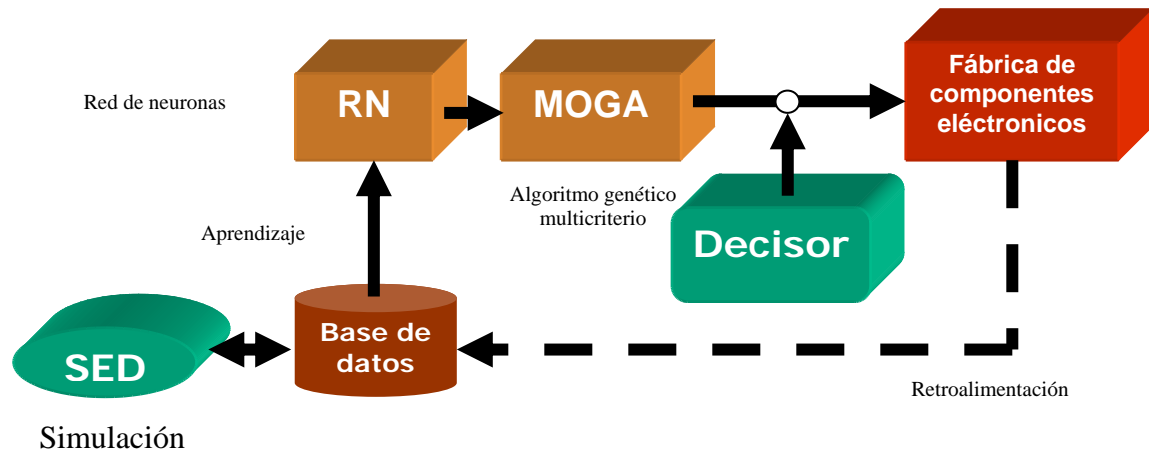 Red de neuronas
RN
MOGA
Fábrica de
componentes
eléctronicos
Algoritmo genético
multicriterio
Aprendizaje
Decisor
SED
Base de
datos
Retroalimentación
Simulación